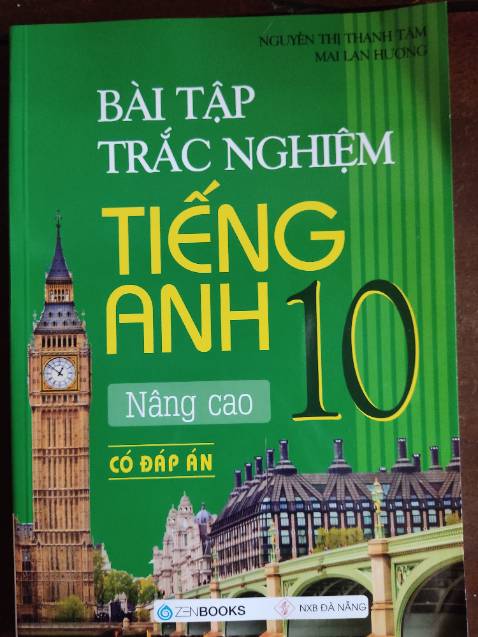 NGUYỄN THỊ THANH TÂM
MAI LAN HƯƠNG
BÀI TẬP
TRẮC NGHIỆM
TIẾNG
ANH 10
Nâng cao
CÓ ĐÁP ÁN
ZENBOOKS NXB ĐÀ NẴNG